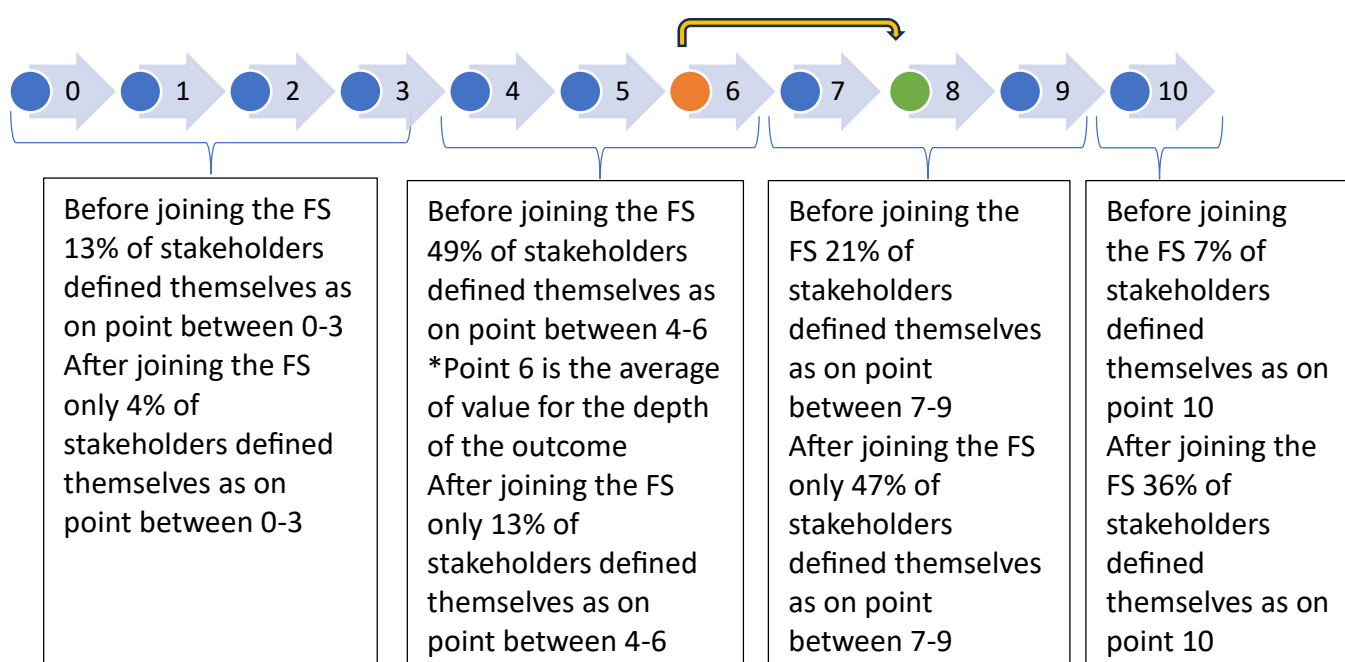 0
1
2
3
4
5
6
7
8
9
10
Before joining the FS
13% of stakeholders
defined themselves as
on point between 0-3
After joining the FS
only 4% of
stakeholders defined
themselves as on
point between 0-3
Before joining the FS
49% of stakeholders
defined themselves as
on point between 4-6
*Point 6 is the average
of value for the depth
of the outcome
After joining the FS
only 13% of
stakeholders defined
themselves as on
point between 4-6
Before joining the
FS 21% of
stakeholders
defined themselves
as on point
between 7-9
After joining the FS
only 47% of
stakeholders
defined themselves
as on point
between 7-9
Before joining
the FS 7% of
stakeholders
defined
themselves as on
point 10
After joining the
FS 36% of
stakeholders
defined
themselves as on
point 10